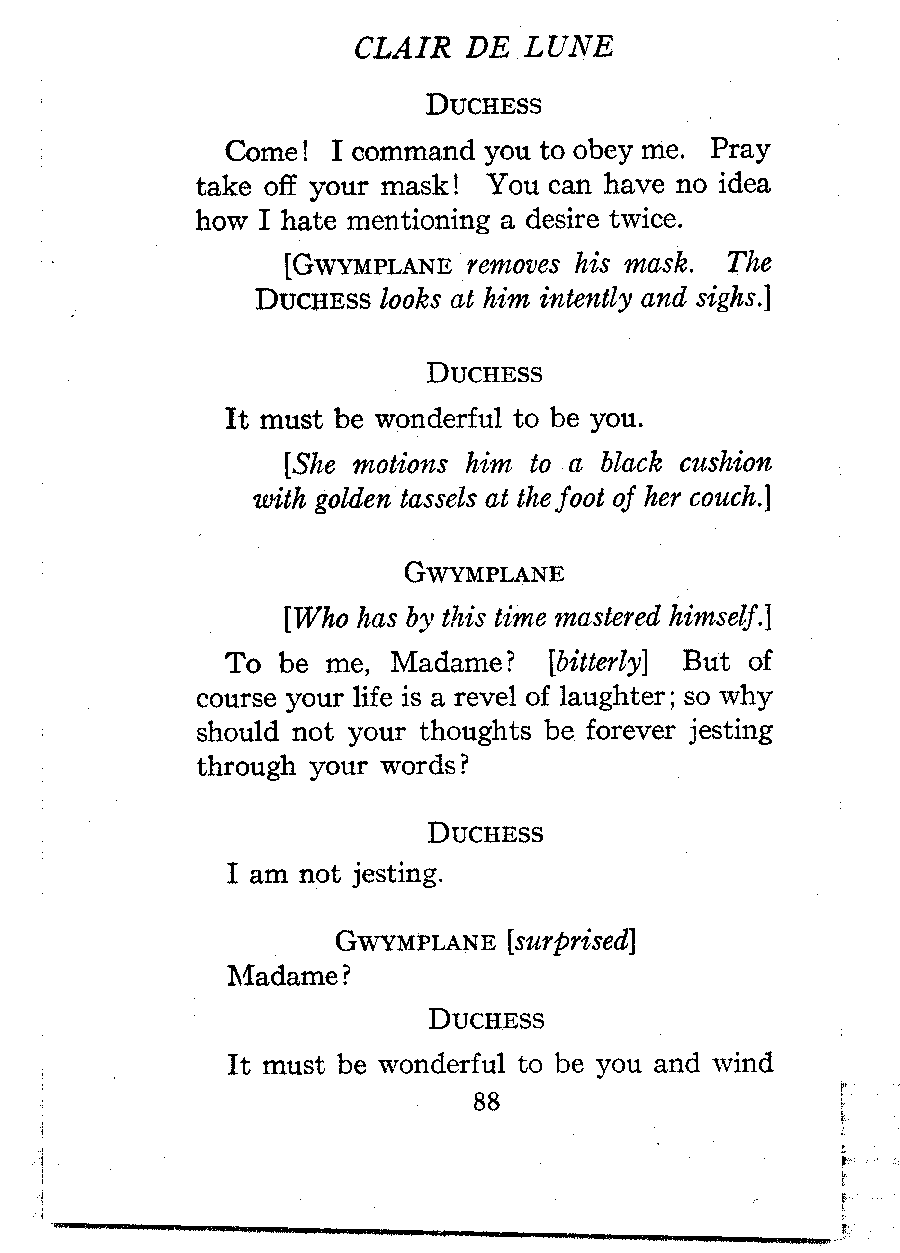 CLAIR DE LUNE
DUCHESS
Come! I command you to obey me. Pray
take off your mask! You can have no idea
how I hate mentioning a desire twice.
[GWYMPLANE removes his mask. The
DUCHESS looks at him intently and sighs.]
DUCHESS
It must be wonderful to be you.
[She motions him to a black cushion
with golden tassels at the foot of her couch.]
GWYMPLANE
[Who has by this time mastered himself.]
To be me, Madame? [bitterly] But of
course your life is a revel of laughter; so why
should not your thoughts be forever jesting
through your words?
DUCHESS
I am not jesting.
GWYMPLANE [surprised]
Madame?
DUCHESS
It must be wonderful to be you and wind
88